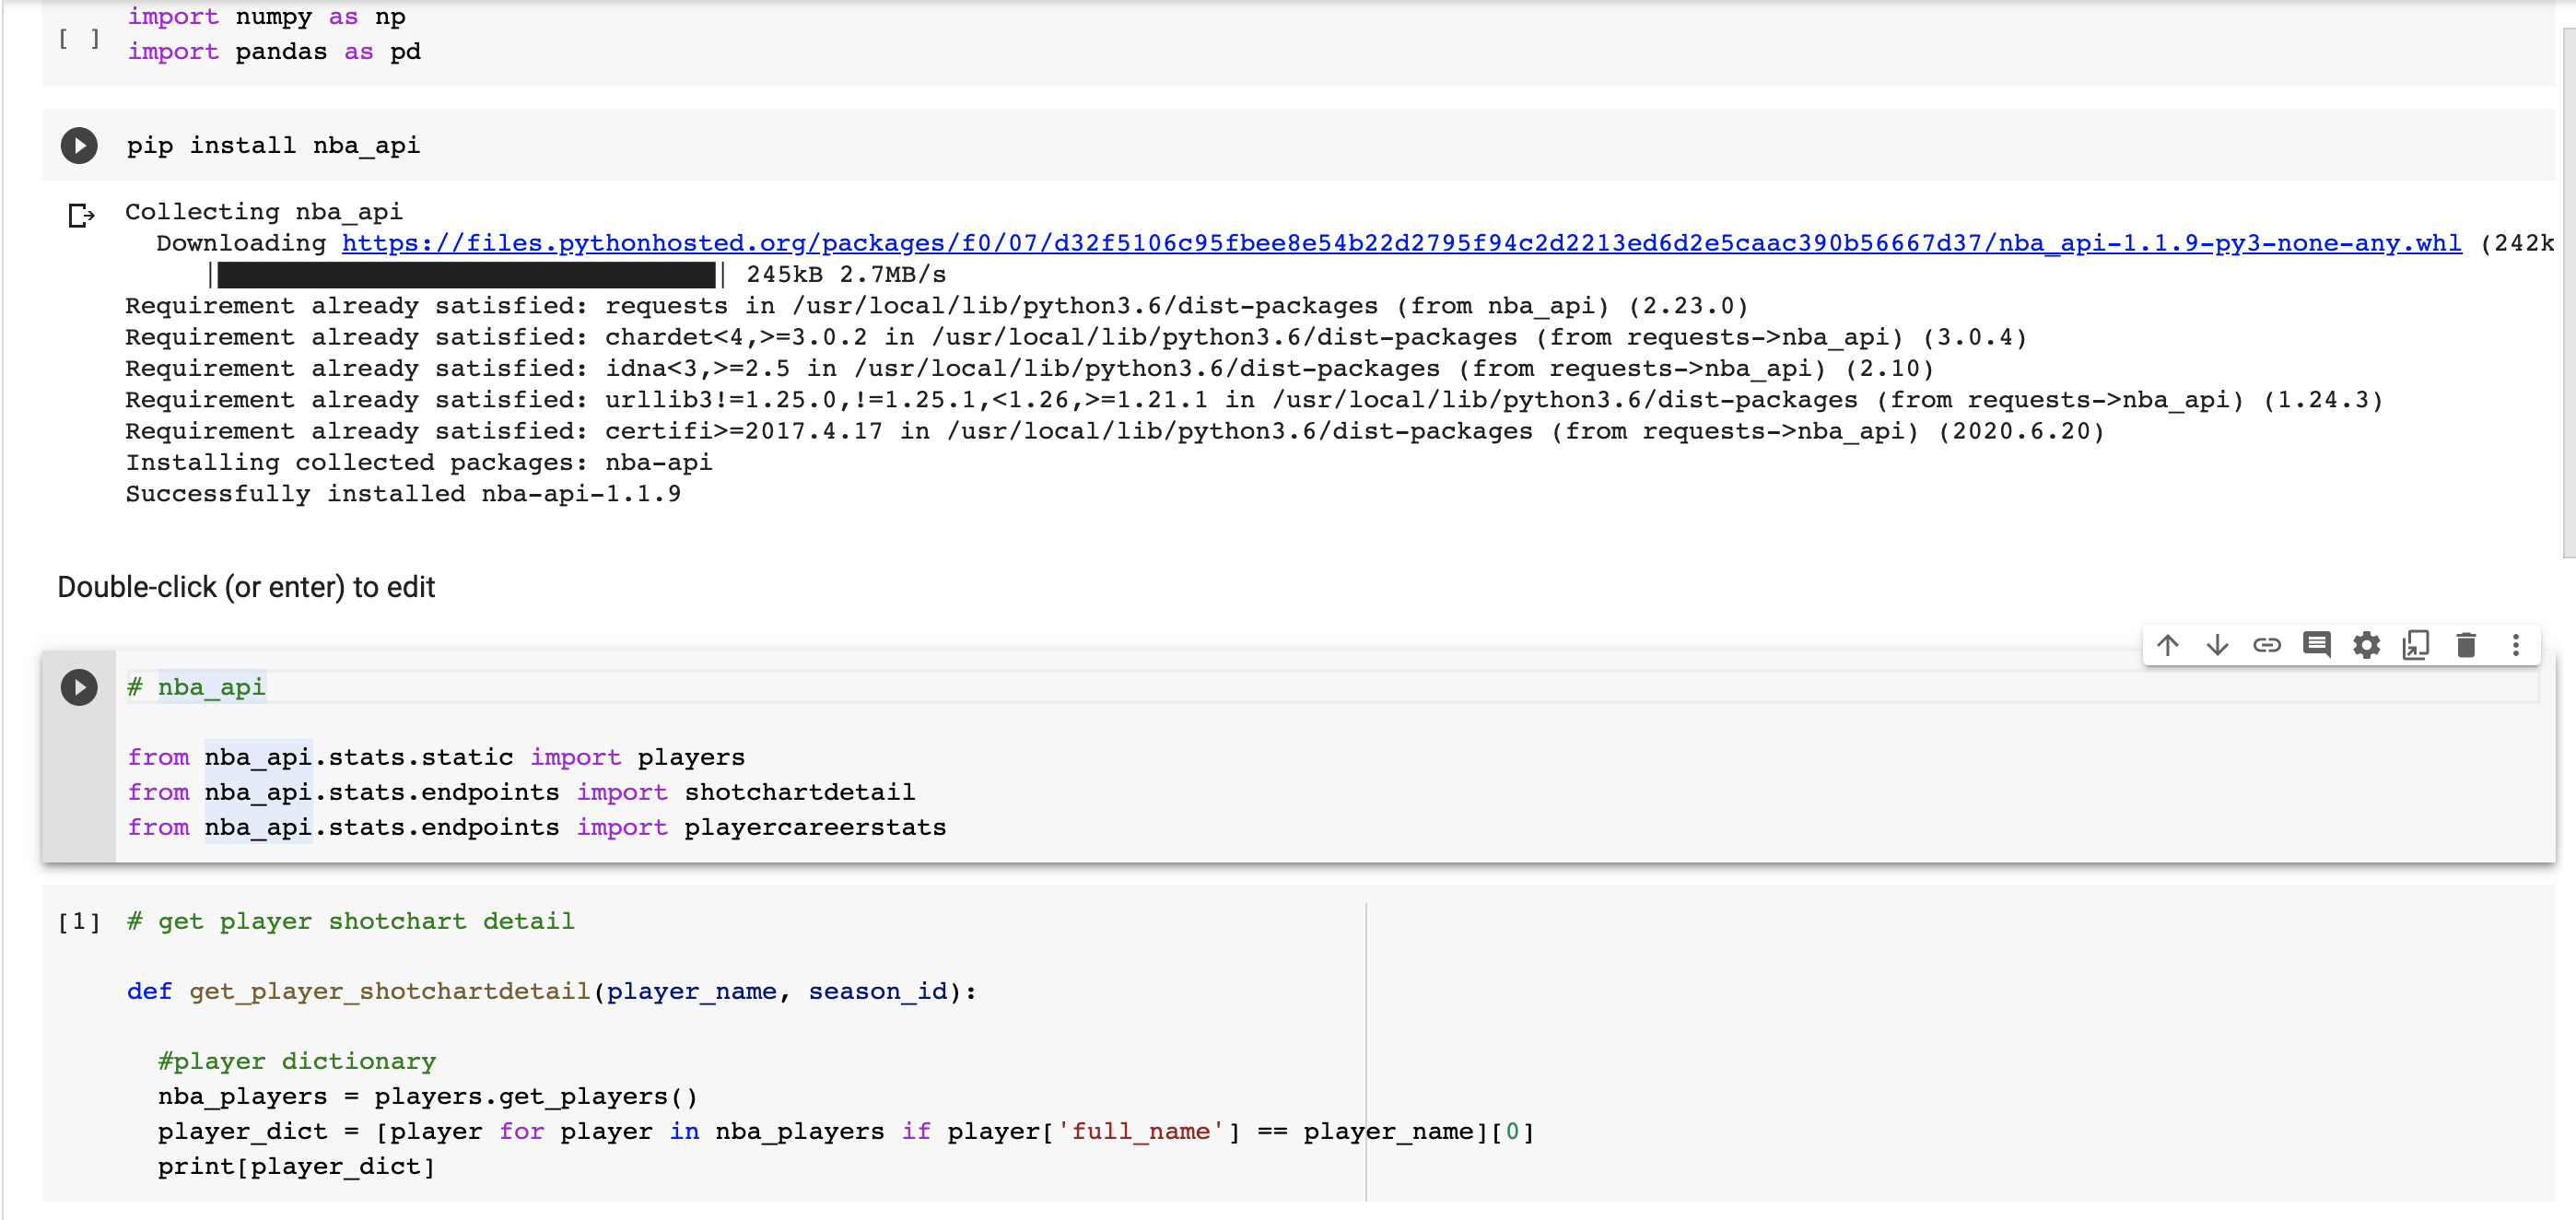 import numpy as np
[ ]
import pandas as pd
pip install nba_api
Collecting nba_api
Downloading https://files.pythonhosted.org/packages/f0/07/d32f5106c95fbee8e54b22d2795f94c2d2213ed6d2e5caac390b56667d37/nba_api-1.1.9-py3-none-any.whl (242k
|████████████████████████████████| 245kB 2.7MB/s
Requirement already satisfied: requests in /usr/local/lib/python3.6/dist-packages (from nba_api) (2.23.0)
Requirement already satisfied: chardet<4,>=3.0.2 in /usr/local/lib/python3.6/dist-packages (from requests->nba_api) (3.0.4)
Requirement already satisfied: idna<3,>=2.5 in /usr/local/lib/python3.6/dist-packages (from requests->nba_api) (2.10)
Requirement already satisfied: urllib3!=1.25.0,!=1.25.1,<1.26,>=1.21.1 in /usr/local/lib/python3.6/dist-packages (from requests->nba_api) (1.24.3)
Requirement already satisfied: certifi>=2017.4.17 in /usr/local/lib/python3.6/dist-packages (from requests->nba_api) (2020.6.20)
Installing collected packages: nba-api
Successfully installed nba-api-1.1.9
Double-click (or enter) to edit
# nba_api
from nba_api.stats.static import players
from nba_api.stats.endpoints import shotchartdetail
from nba_api.stats.endpoints import playercareerstats
[1] # get player shotchart detail
def get_player_shotchartdetail(player_name, season_id):
#player dictionary
nba_players = players.get_players()
player_dict = [player for player in nba_players if player['full_name'] == player_name][0]
print[player_dict]